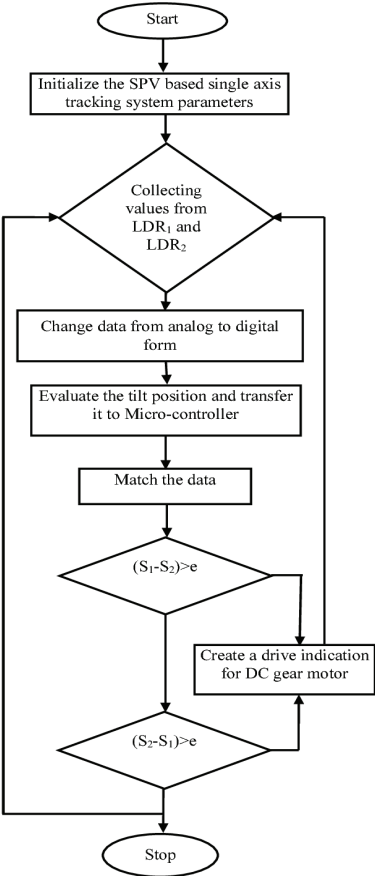 Start
Initialize the SPV based single axis
tracking system parameters
Collecting
values from
LDR₁ and
LDR₂
Change data from analog to digital
form
Evaluate the tilt position and transfer
it to Micro-controller
Match the data
(S₁-S₂)>e
Create a drive indication
for DC gear motor
(S₂-S₁)>e
Stop